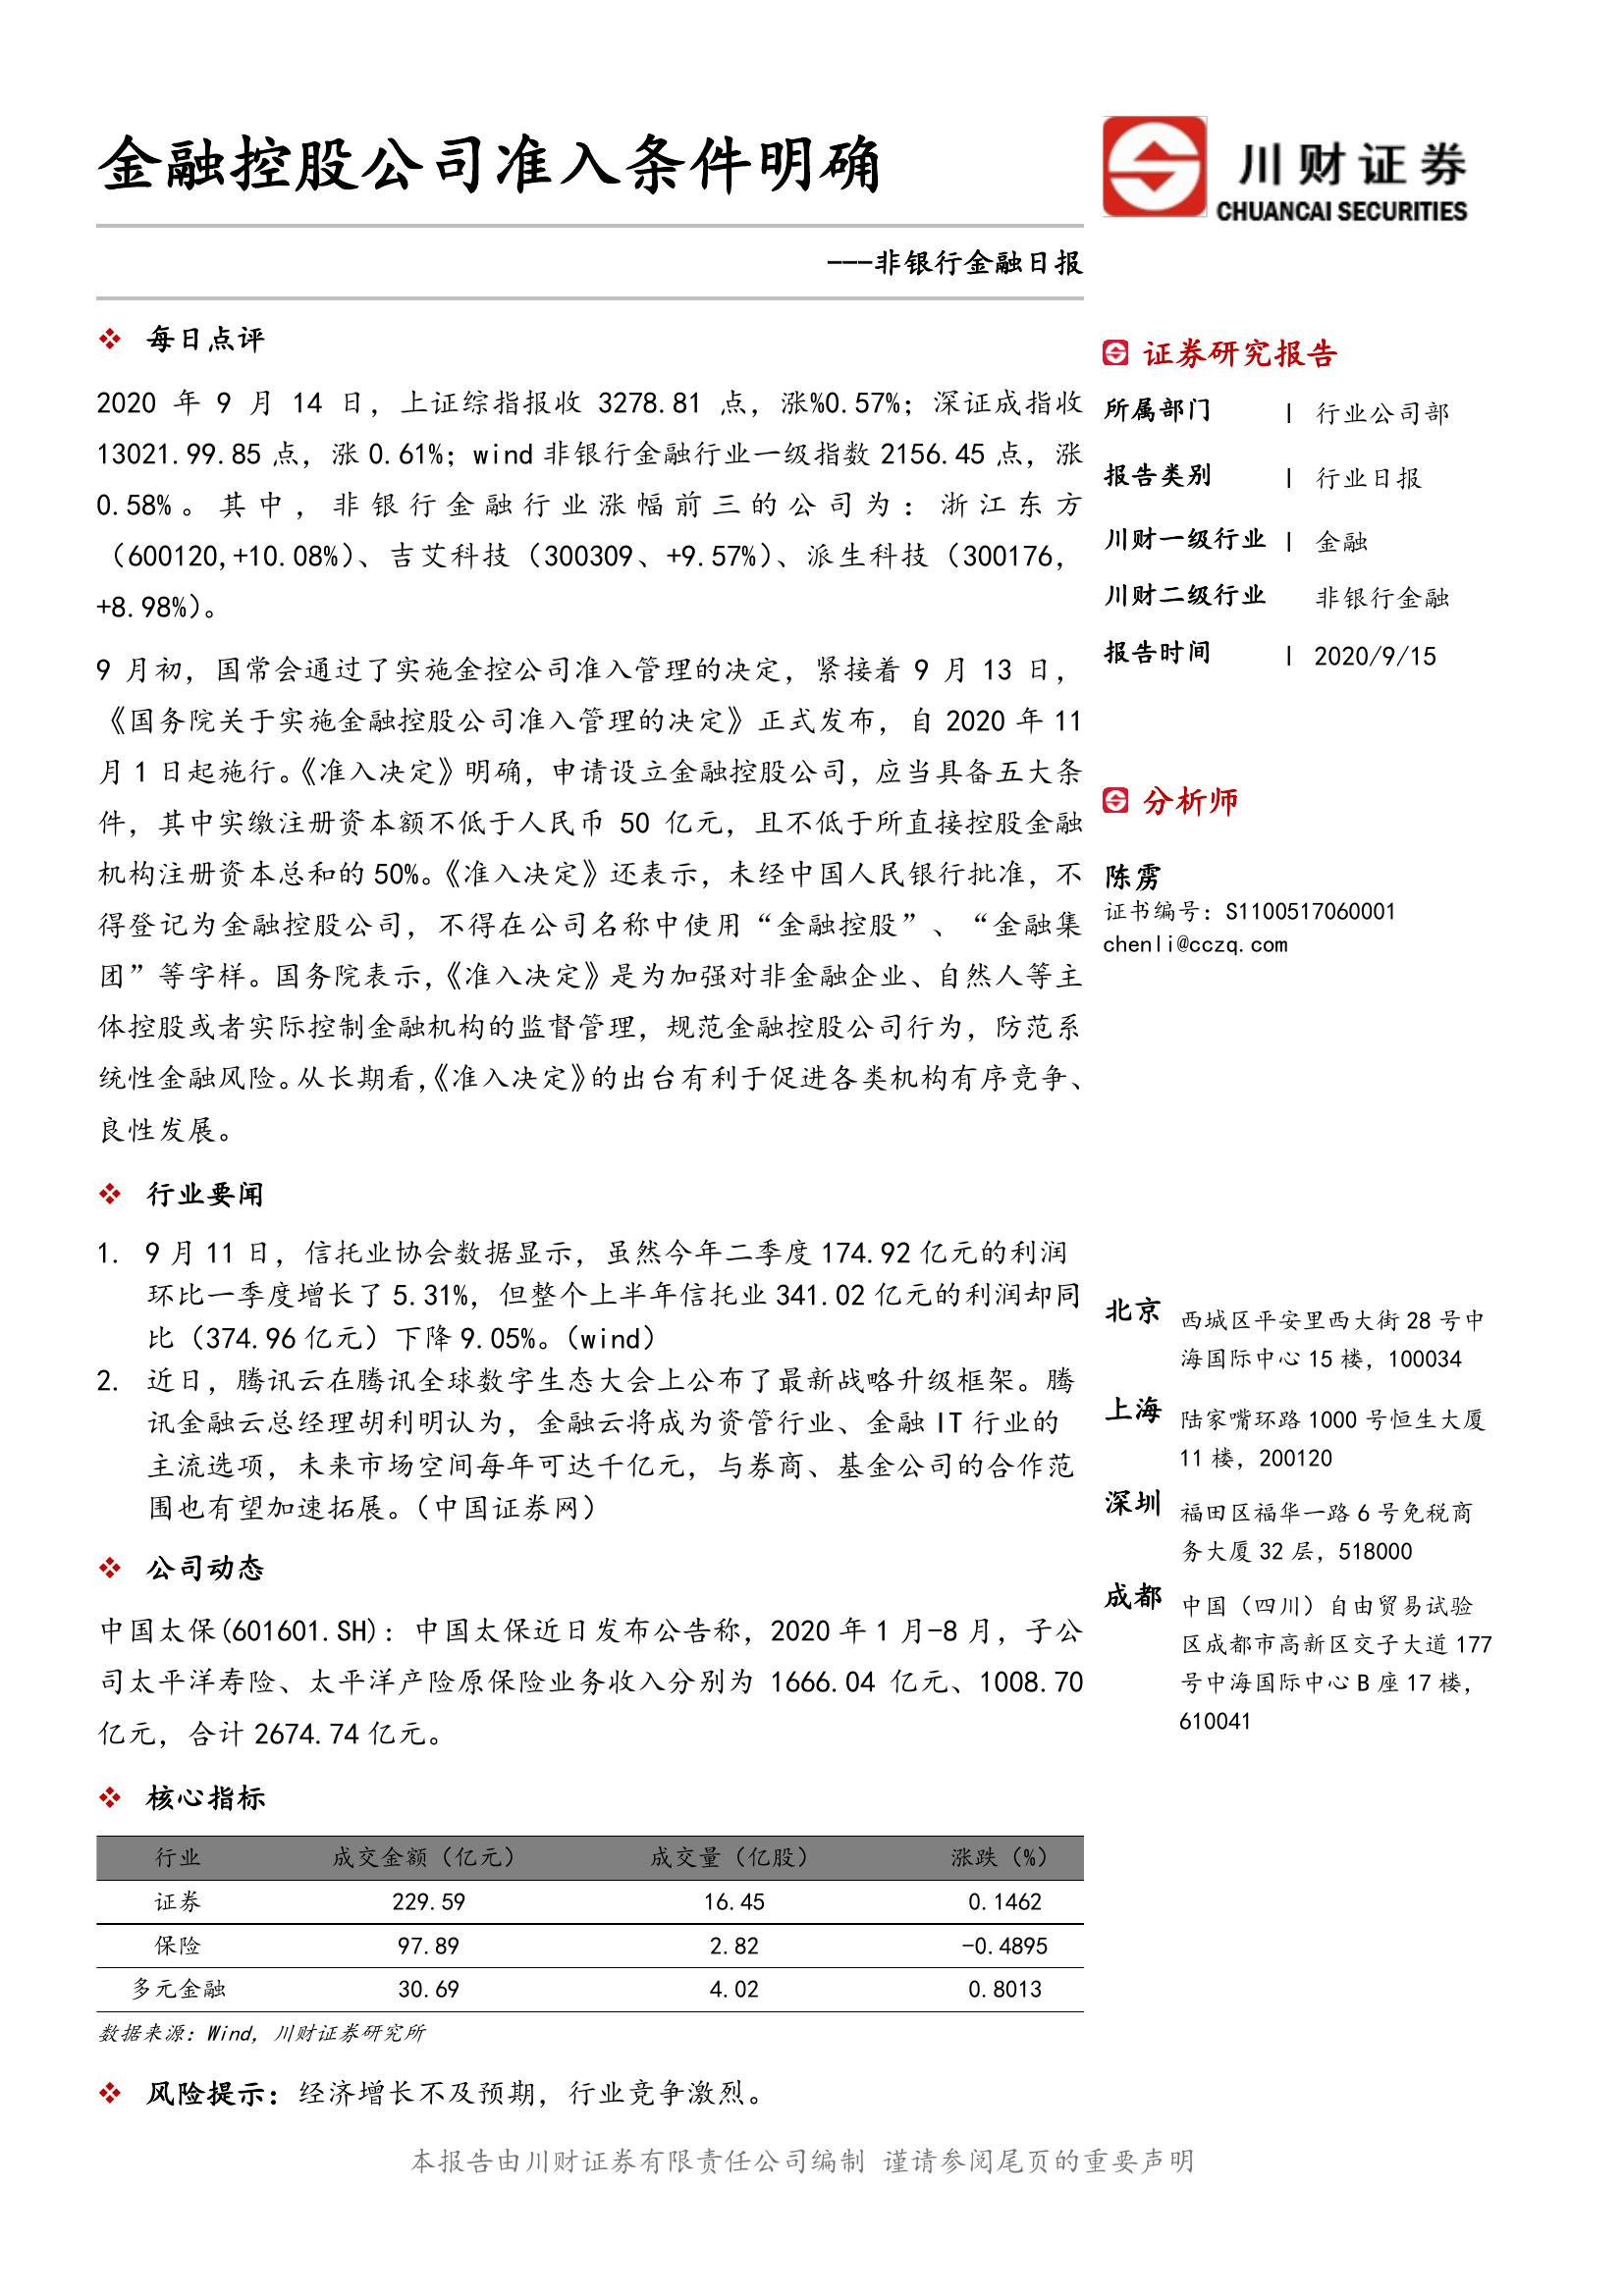 金融控股公司准入条件明确
川财证券
CHUANCAI SECURITIES
---非银行金融日报
❖ 每日点评
2020 年 9 月 14 日，上证综指报收 3278.81 点，涨%0.57%；深证成指收
13021.99.85 点，涨 0.61%；wind 非银行金融行业一级指数 2156.45 点，涨
0.58%。其中，非银行金融行业涨幅前三的公司为：浙江东方
（600120,+10.08%）、吉艾科技（300309、+9.57%）、派生科技（300176，
+8.98%）。
9 月初，国常会通过了实施金控公司准入管理的决定，紧接着 9 月 13 日，
《国务院关于实施金融控股公司准入管理的决定》正式发布，自 2020 年 11
月 1 日起施行。《准入决定》明确，申请设立金融控股公司，应当具备五大条
件，其中实缴注册资本额不低于人民币 50 亿元，且不低于所直接控股金融
机构注册资本总和的 50%。《准入决定》还表示，未经中国人民银行批准，不
得登记为金融控股公司，不得在公司名称中使用“金融控股”、“金融集
团”等字样。国务院表示，《准入决定》是为加强对非金融企业、自然人等主
体控股或者实际控制金融机构的监督管理，规范金融控股公司行为，防范系
统性金融风险。从长期看，《准入决定》的出台有利于促进各类机构有序竞争、
良性发展。
❖ 行业要闻
1. 9 月 11 日，信托业协会数据显示，虽然今年二季度 174.92 亿元的利润
环比一季度增长了 5.31%，但整个上半年信托业 341.02 亿元的利润却同
比（374.96 亿元）下降 9.05%。（wind）
2. 近日，腾讯云在腾讯全球数字生态大会上公布了最新战略升级框架。腾
讯金融云总经理胡利明认为，金融云将成为资管行业、金融 IT 行业的
主流选项，未来市场空间每年可达千亿元，与券商、基金公司的合作范
围也有望加速拓展。（中国证券网）
❖ 公司动态
中国太保(601601.SH)：中国太保近日发布公告称，2020 年 1 月-8 月，子公
司太平洋寿险、太平洋产险原保险业务收入分别为 1666.04 亿元、1008.70
亿元，合计 2674.74 亿元。
❖ 核心指标
行业 成交金额（亿元） 成交量（亿股） 涨跌（%）
证券 229.59 16.45 0.1462
保险 97.89 2.82 -0.4895
多元金融 30.69 4.02 0.8013
数据来源：Wind，川财证券研究所
❖ 风险提示：经济增长不及预期，行业竞争激烈。
证券研究报告
所属部门 | 行业公司部
报告类别 | 行业日报
川财一级行业 | 金融
川财二级行业 非银行金融
报告时间 | 2020/9/15
分析师
陈雳
证书编号：S1100517060001
chenli@cczq.com
北京 西城区平安里西大街 28 号中
海国际中心 15 楼，100034
上海 陆家嘴环路 1000 号恒生大厦
11 楼，200120
深圳 福田区福华一路 6 号免税商
务大厦 32 层，518000
成都 中国（四川）自由贸易试验
区成都市高新区交子大道 177
号中海国际中心 B 座 17 楼，
610041
本报告由川财证券有限责任公司编制 谨请参阅尾页的重要声明